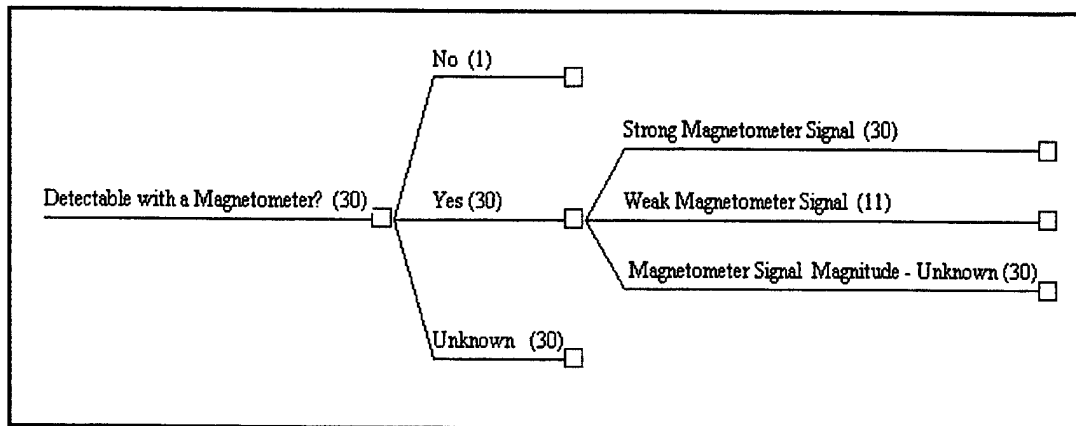 No (1)
Strong Magnetometer Signal (30)
Detectable with a Magnetometer? (30)
Yes (30)
Weak Magnetometer Signal (11)
Magnetometer Signal Magnitude - Unknown (30)
Unknown (30)